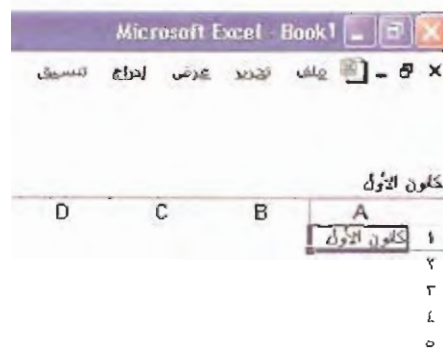 Microsoft Excel - Book1
ملف تحرير عرض إدراج تنسيق
كانون الأول
A B C D
١ كانون الأول
٢
٣
٤
٥